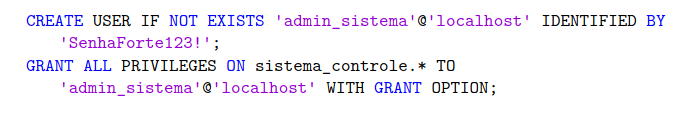 CREATE USER IF NOT EXISTS 'admin_sistema'@'localhost' IDENTIFIED BY
'SenhaForte123!';
GRANT ALL PRIVILEGES ON sistema_controle.* TO
'admin_sistema'@'localhost' WITH GRANT OPTION;